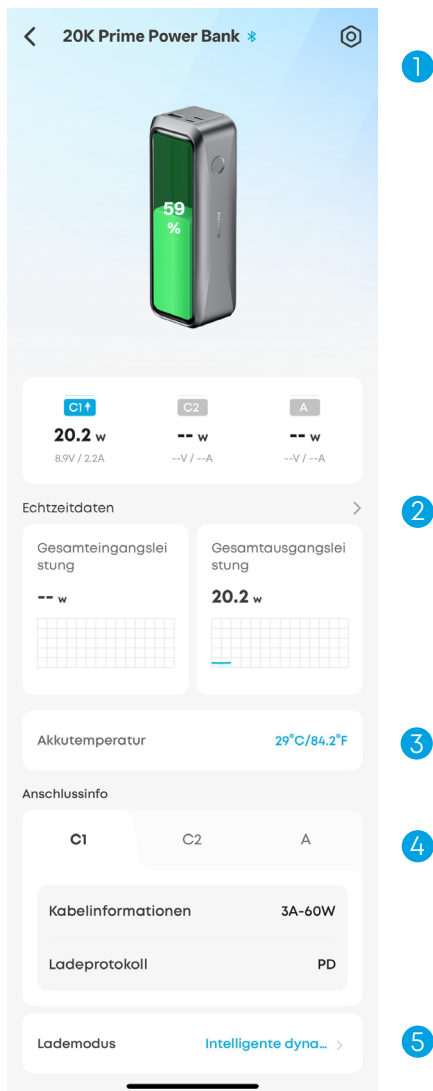 20K Prime Power Bank
1
59
%
C1 C2 A
20.2 w -- w -- w
8.9V / 2.2A --V / --A --V / --A
Echtzeitdaten
2
Gesamteingangslei
stung
-- w
Gesamtausgangslei
stung
20.2 w
Akkutemperatur 29°C/84.2°F
3
Anschlussinfo
C1 C2 A
4
Kabelinformationen 3A-60W
Ladeprotokoll PD
Lademodus Intelligente dyna...
5